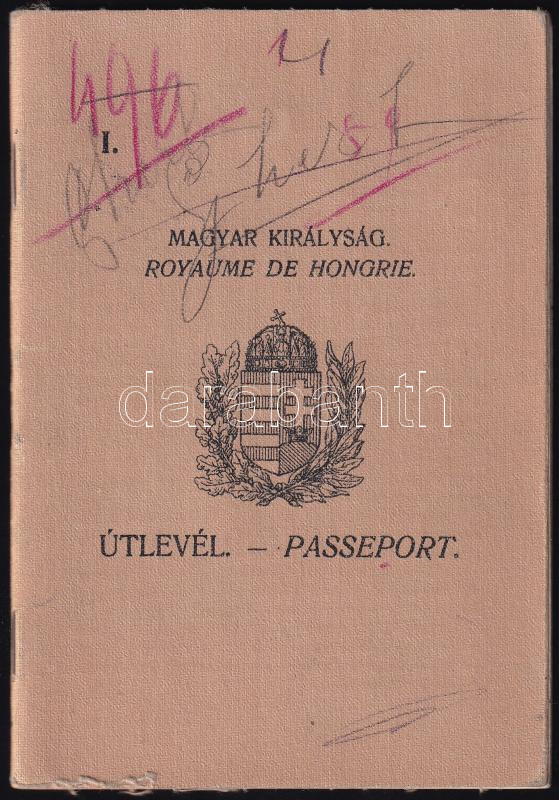 496
I.
MAGYAR KIRÁLYSÁG.
ROYAUME DE HONGRIE.
darabanth
ÚTLEVÉL. — PASSEPORT.